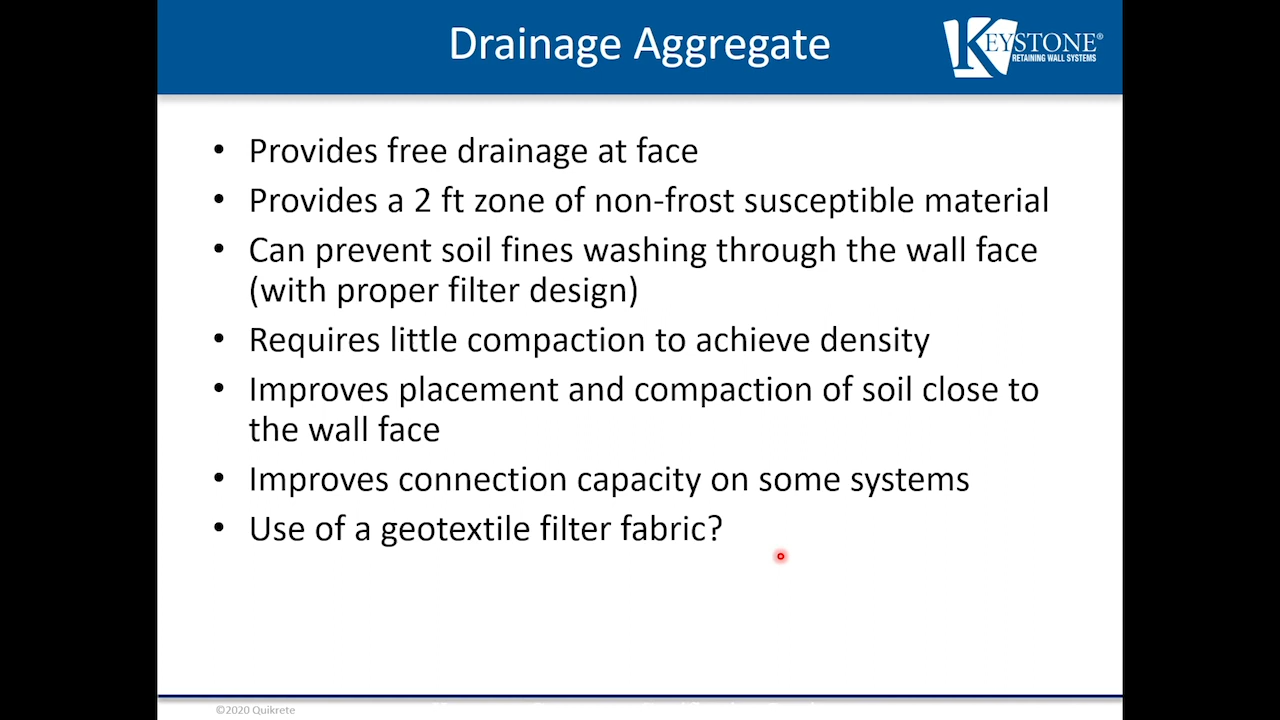 Drainage Aggregate
KEYSTONE®
RETAINING WALL SYSTEMS
• Provides free drainage at face
• Provides a 2 ft zone of non-frost susceptible material
• Can prevent soil fines washing through the wall face
(with proper filter design)
• Requires little compaction to achieve density
• Improves placement and compaction of soil close to
the wall face
• Improves connection capacity on some systems
• Use of a geotextile filter fabric?
©2020 Quikrete